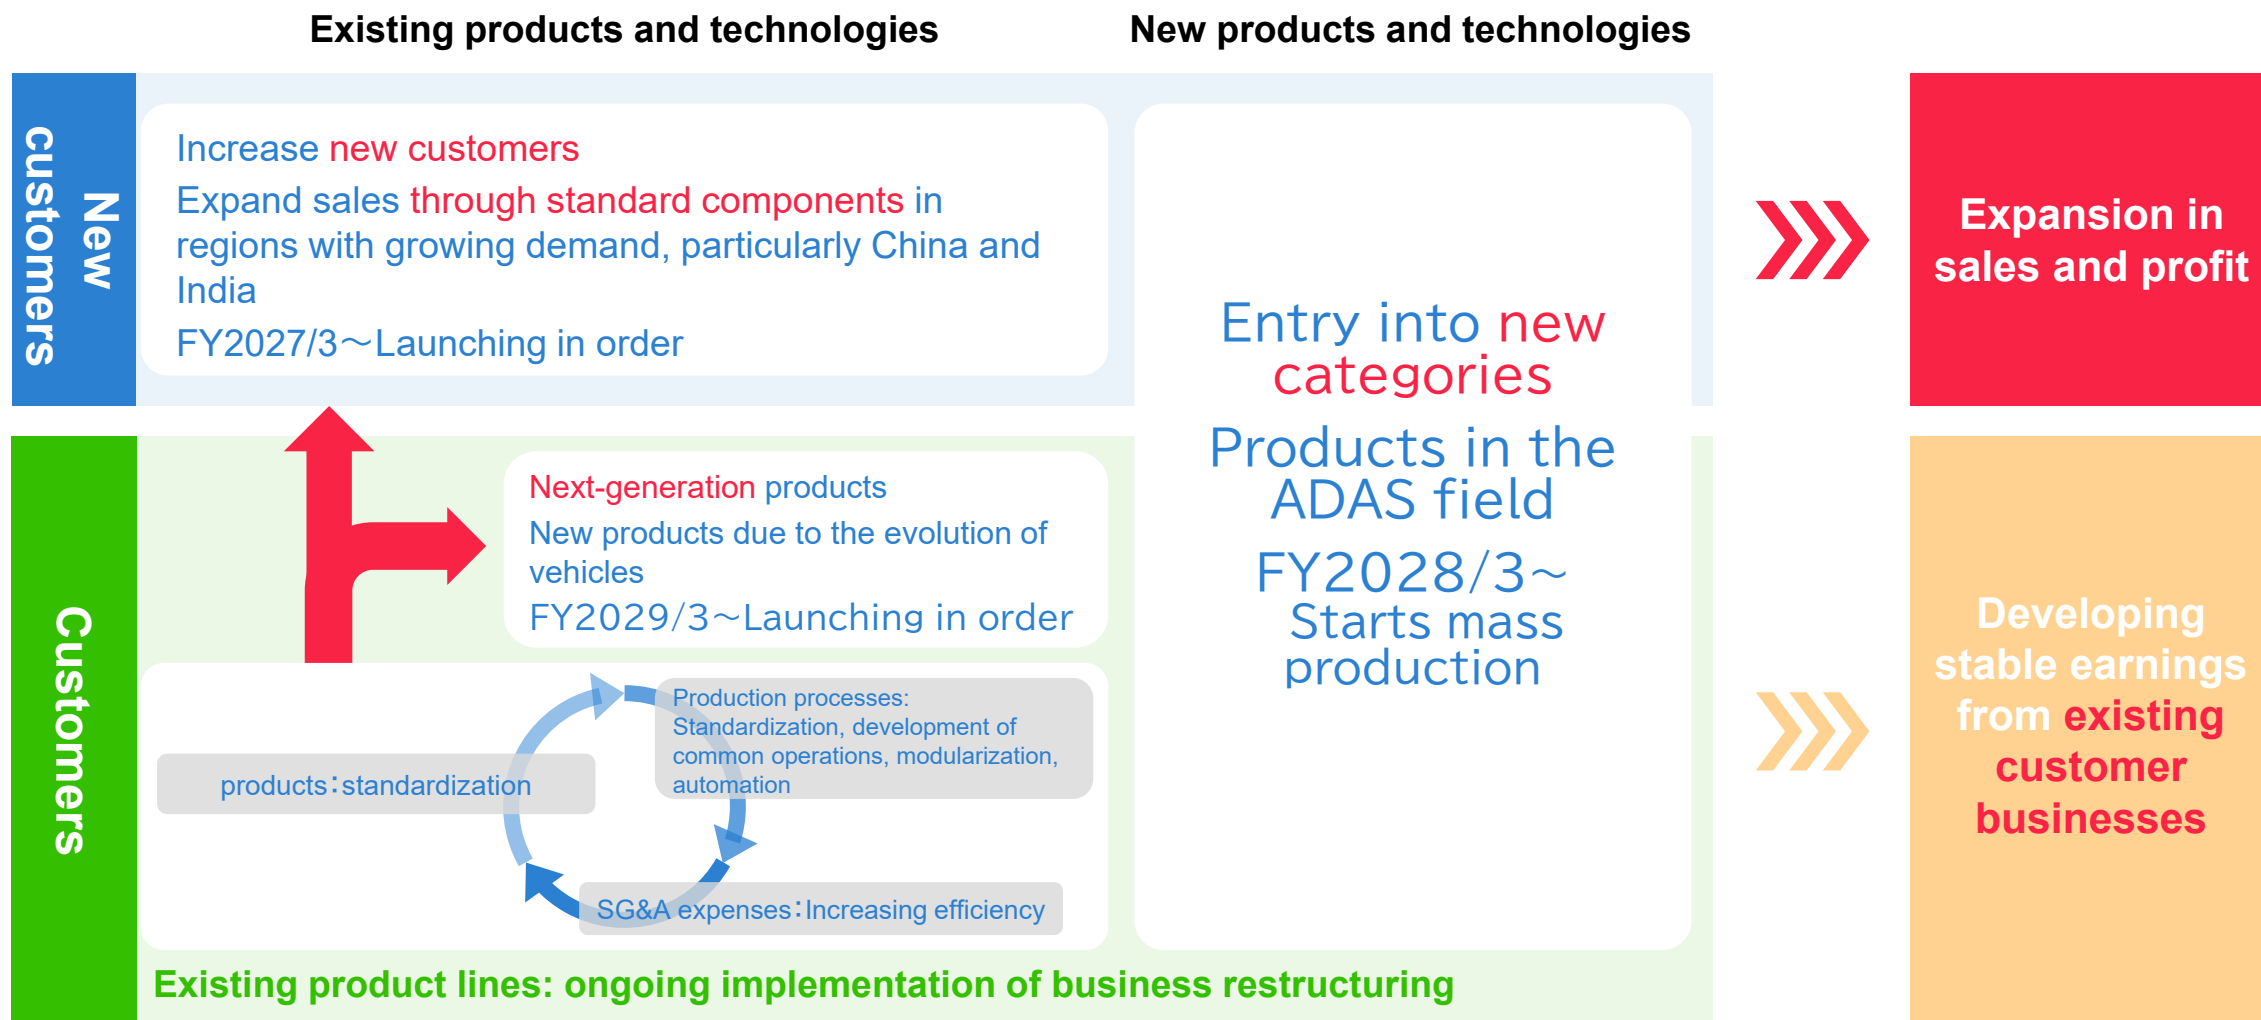 Existing products and technologies
New products and technologies
New
customers
Increase new customers
Expand sales through standard components in
regions with growing demand, particularly China and
India
FY2027/3～Launching in order
Entry into new
categories
Products in the
ADAS field
FY2028/3～
Starts mass
production
Expansion in
sales and profit
Customers
Next-generation products
New products due to the evolution of
vehicles
FY2029/3～Launching in order
products：standardization
Production processes:
Standardization, development of
common operations, modularization,
automation
SG&A expenses：Increasing efficiency
Existing product lines: ongoing implementation of business restructuring
Developing
stable earnings
from existing
customer
businesses